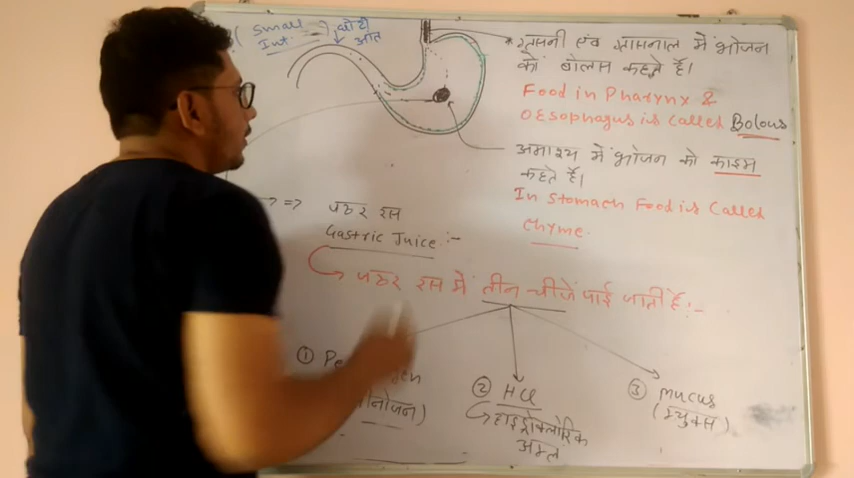 ( Small
Int.
छोटी
आंत
* ग्रसनी एवं ग्रासनाल में भोजन
को बोलस कहते हैं।
Food in Pharynx &
OEsophagus is called Bolous
अमाश्य में भोजन को काइम
कहते हैं।
In Stomach Food is Called
Chyme.
=> जठर रस
Gastric Juice :-
जठर रस में तीन चीजें पाई जाती हैं :-
① Pe
② HCl
हाइड्रोक्लोरिक
अम्ल
③ Mucus
(म्युकस)